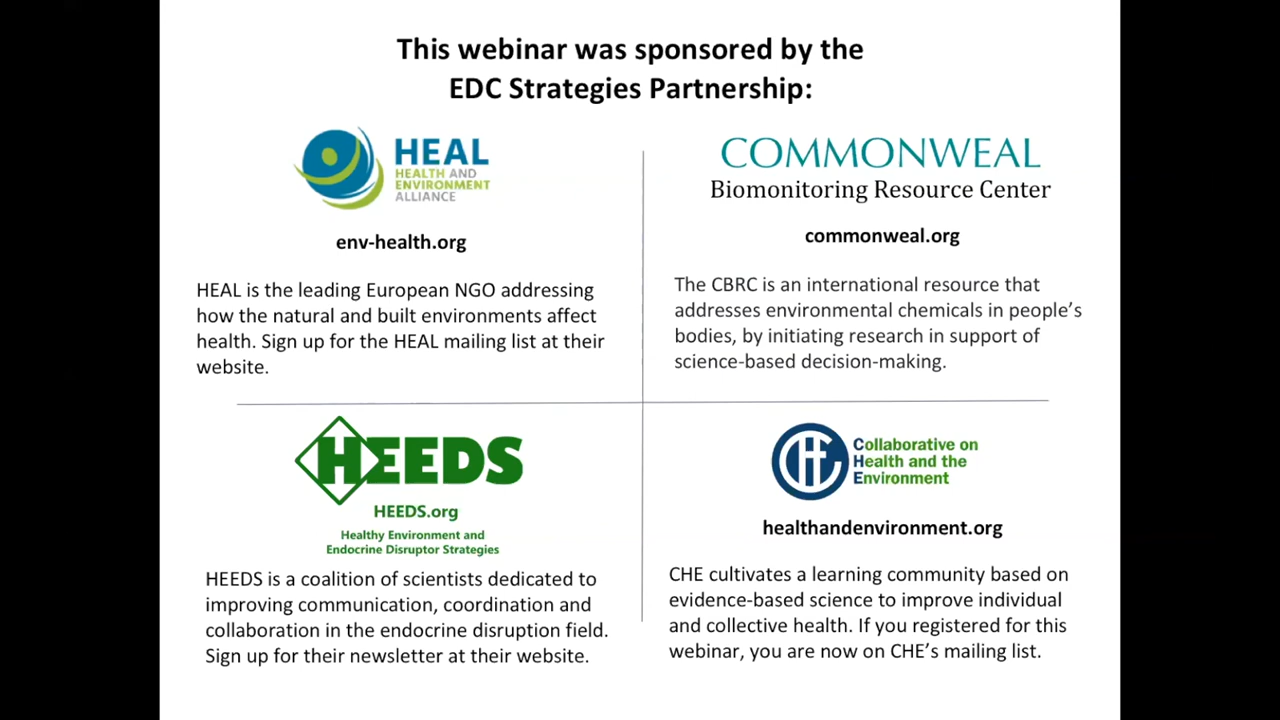 This webinar was sponsored by the
EDC Strategies Partnership:
HEAL
HEALTH AND
ENVIRONMENT
ALLIANCE
env-health.org
HEAL is the leading European NGO addressing
how the natural and built environments affect
health. Sign up for the HEAL mailing list at their
website.
COMMONWEAL
Biomonitoring Resource Center
commonweal.org
The CBRC is an international resource that
addresses environmental chemicals in people's
bodies, by initiating research in support of
science-based decision-making.
HEEDS
HEEDS.org
Healthy Environment and
Endocrine Disruptor Strategies
HEEDS is a coalition of scientists dedicated to
improving communication, coordination and
collaboration in the endocrine disruption field.
Sign up for their newsletter at their website.
CHE
Collaborative on
Health and the
Environment
healthandenvironment.org
CHE cultivates a learning community based on
evidence-based science to improve individual
and collective health. If you registered for this
webinar, you are now on CHE's mailing list.